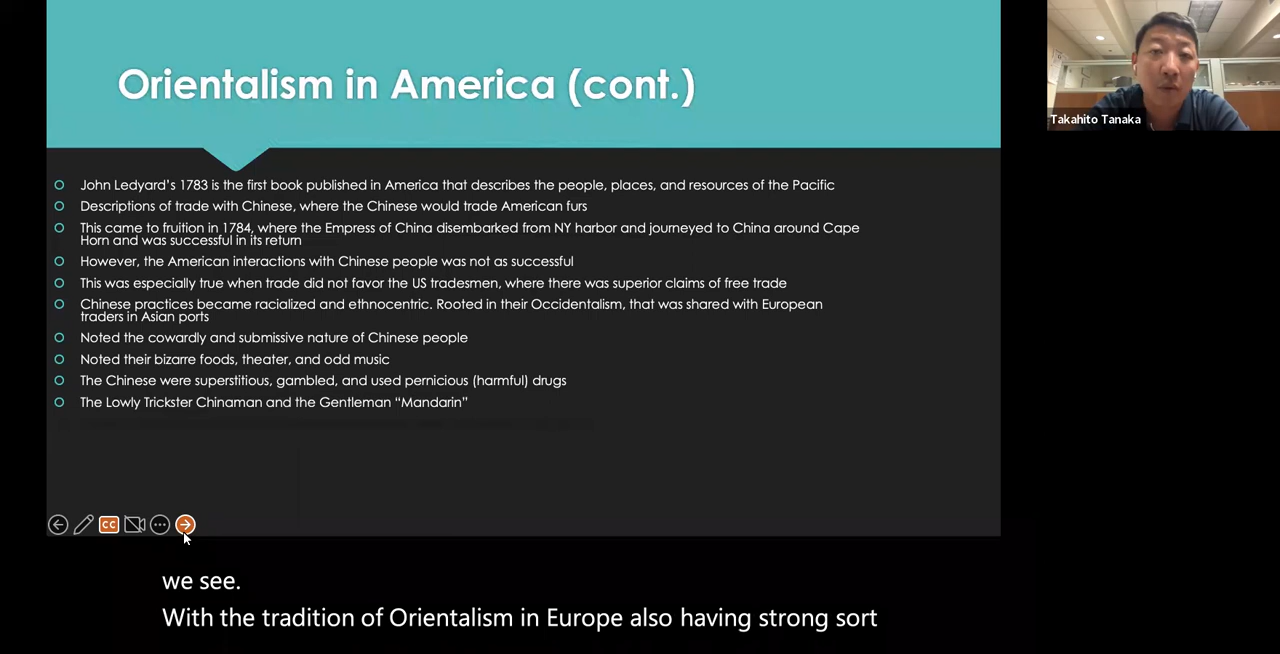 Orientalism in America (cont.)
John Ledyard's 1783 is the first book published in America that describes the people, places, and resources of the Pacific
Descriptions of trade with Chinese, where the Chinese would trade American furs
This came to fruition in 1784, where the Empress of China disembarked from NY harbor and journeyed to China around Cape
Horn and was successful in its return
However, the American interactions with Chinese people was not as successful
This was especially true when trade did not favor the US tradesmen, where there was superior claims of free trade
Chinese practices became racialized and ethnocentric. Rooted in their Occidentalism, that was shared with European
traders in Asian ports
Noted the cowardly and submissive nature of Chinese people
Noted their bizarre foods, theater, and odd music
The Chinese were superstitious, gambled, and used pernicious (harmful) drugs
The Lowly Trickster Chinaman and the Gentleman “Mandarin”
CC
Takahito Tanaka
we see.
With the tradition of Orientalism in Europe also having strong sort